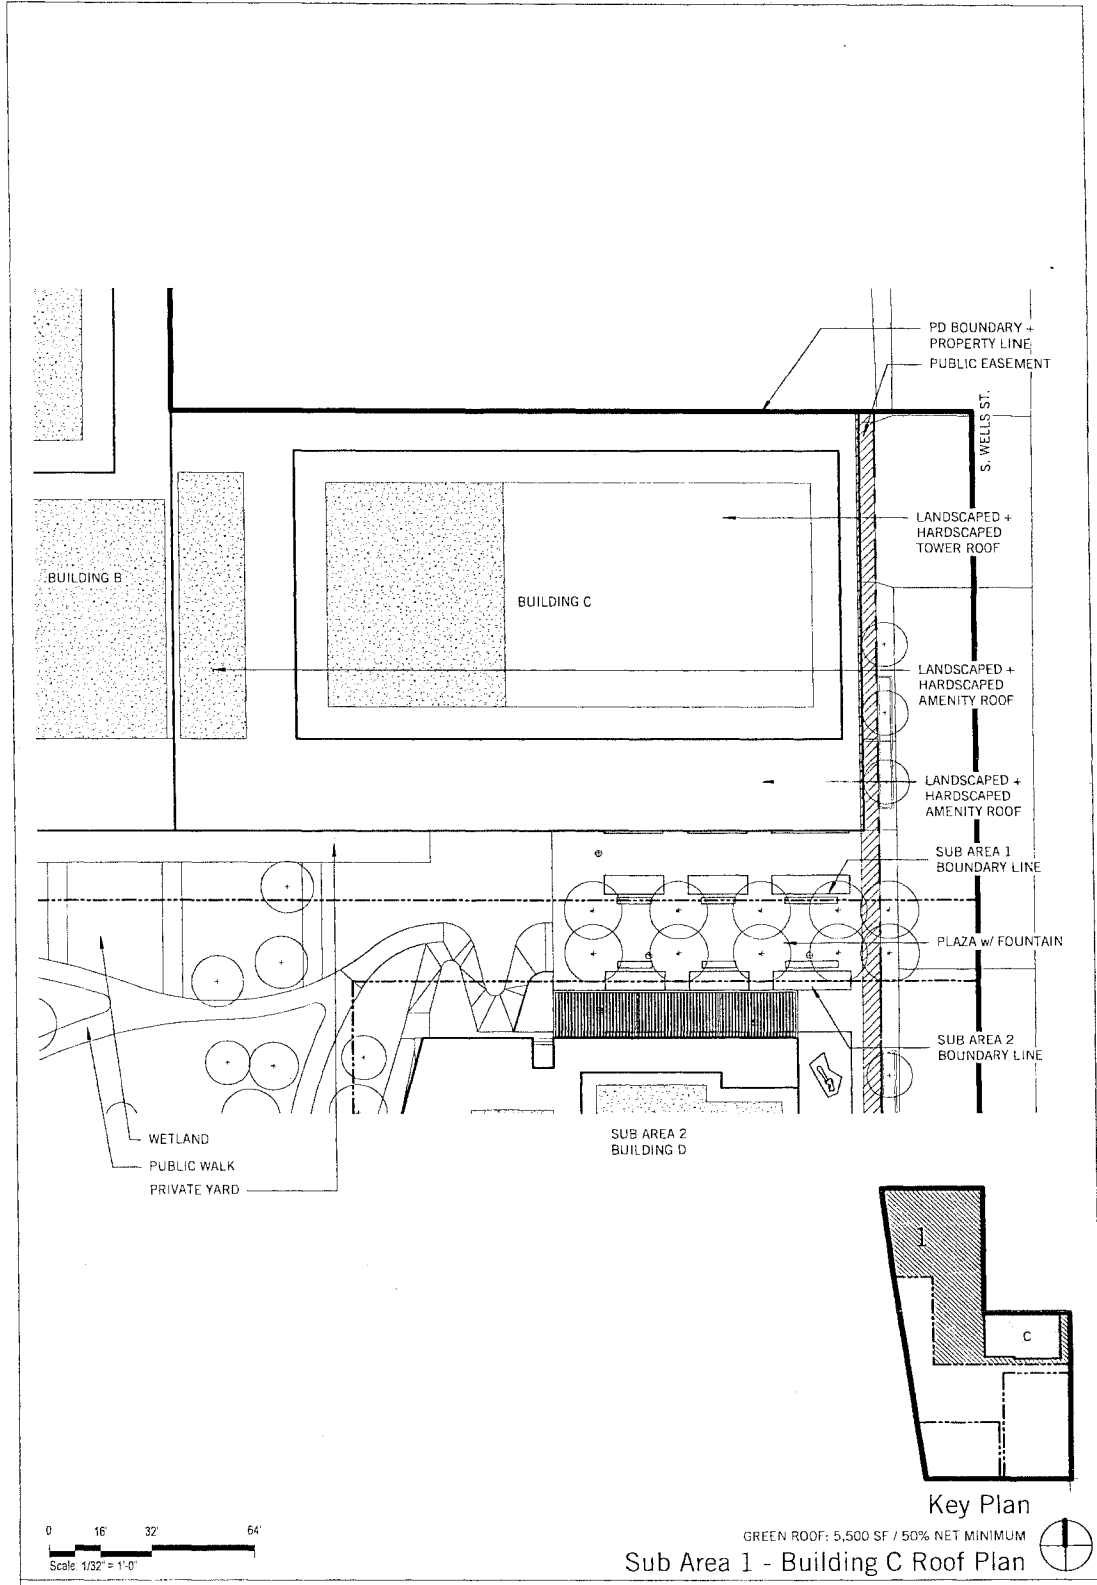 PD BOUNDARY +
PROPERTY LINE
PUBLIC EASEMENT
S. WELLS ST.
LANDSCAPED +
HARDSCAPED
TOWER ROOF
BUILDING B
BUILDING C
LANDSCAPED +
HARDSCAPED
AMENITY ROOF
LANDSCAPED +
HARDSCAPED
AMENITY ROOF
SUB AREA 1
BOUNDARY LINE
PLAZA w/ FOUNTAIN
SUB AREA 2
BOUNDARY LINE
SUB AREA 2
BUILDING D
WETLAND
PUBLIC WALK
PRIVATE YARD
1
C
Key Plan
0 16' 32' 64'
Scale: 1/32" = 1'-0"
GREEN ROOF: 5,500 SF / 50% NET MINIMUM
Sub Area 1 - Building C Roof Plan